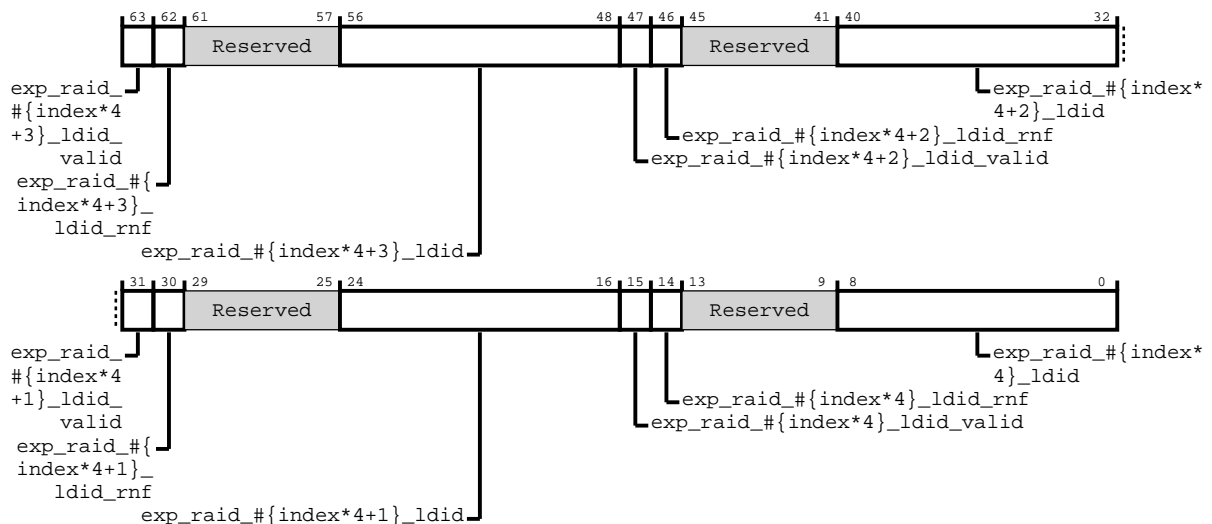 63 62 61 57 56 48 47 46 45 41 40 32
Reserved Reserved
exp_raid_
#{index*4
+3}_ldid_
valid
exp_raid_#{
index*4+3}_
ldid_rnf
exp_raid_#{index*4+3}_ldid
exp_raid_#{index*
4+2}_ldid
exp_raid_#{index*4+2}_ldid_rnf
exp_raid_#{index*4+2}_ldid_valid
31 30 29 25 24 16 15 14 13 9 8 0
Reserved Reserved
exp_raid_
#{index*4
+1}_ldid_
valid
exp_raid_#{
index*4+1}_
ldid_rnf
exp_raid_#{index*4+1}_ldid
exp_raid_#{index*
4}_ldid
exp_raid_#{index*4}_ldid_rnf
exp_raid_#{index*4}_ldid_valid